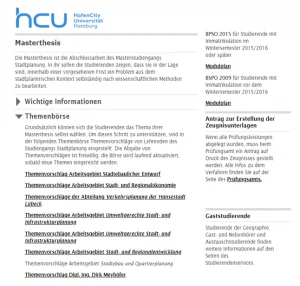 hcu
HafenCity
Universität
Hamburg
Masterthesis
Die Masterthesis ist die Abschlussarbeit des Masterstudiengangs
Stadtplanung. In ihr sollen die Studierenden zeigen, dass sie in der Lage
sind, innerhalb einer vorgesehenen Frist ein Problem aus dem
stadtplanerischen Kontext selbständig nach wissenschaftlichen Methoden
zu bearbeiten
Wichtige Informationen
Themenbörse
Grundsätzlich können sich die Studierenden das Thema ihrer
Masterthesis selbst wählen. Um diesen Schritt zu unterstützen, sind in
der folgenden Themenbörse Themenvorschläge von Lehrenden des
Studiengangs Stadtplanung eingestellt. Die Abgabe von
Themenvorschlägen ist freiwillig; die Börse wird laufend aktualisiert,
sobald neue Themen eingereicht werden.
Themenvorschlag Arbeitsgebiet Städtebaulicher Entwurf
Themenvorschlag Arbeitsgebiet Stadt- und Regionalökonomie
Themenvorschläge der Abteilung Verkehrsplanung der Hansestadt
Lübeck
Themenvorschlag Arbeitsgebiet Umweltgerechte Stadt- und
Infrastrukturplanung
Themenvorschlag Arbeitsgebiet Umweltgerechte Stadt- und
Infrastrukturplanung
Themenvorschlag Arbeitsgebiet Stadt- und Regionalentwicklung
Themenvorschläge Arbeitsgebiet Städtebau und Quartierplanung
Themenvorschlag Dipl. Ing. Dirk Meyhöfer
BPSO 2015 für Studierende mit
Immatrikulation im
Wintersemester 2015/2016
oder später
Modulplan
BSPO 2009 für Studierende mit
Immatrikulation vor dem
Wintersemester 2015/2016
Modulplan
Antrag zur Erstellung der
Zeugnisunterlagen
Wenn alle Prüfungsleistungen
abgelegt wurden, muss beim
Prüfungsamt ein Antrag auf
Druck des Zeugnisses gestellt
werden. Alle Infos zu dem
Verfahren finden Sie auf der
Seite des Prüfungsamts.
Gaststudierende
Studierende der Geographie,
Gast- und Nebenhörer und
Austauschstudierende finden
weitere Informationen auf den
Seiten des
Studierendenservices.